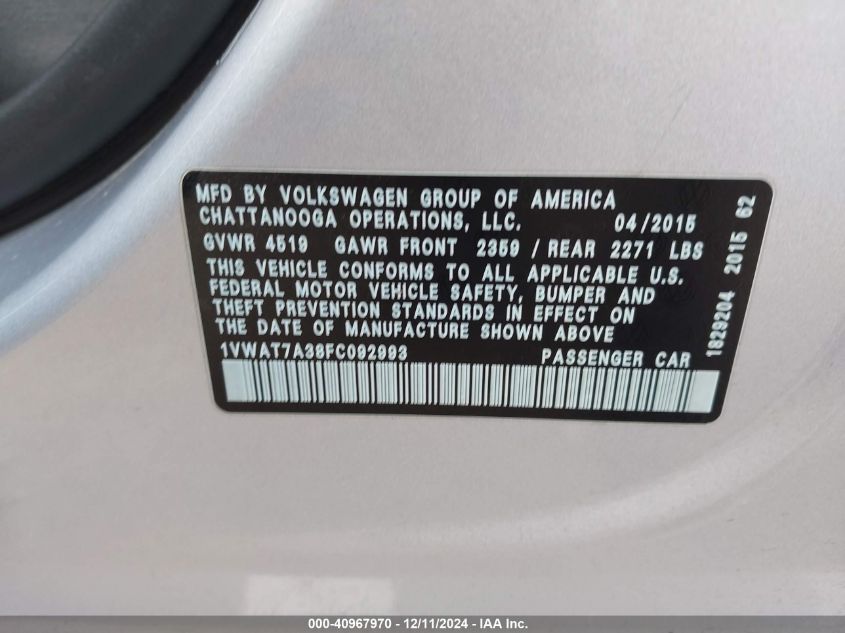 MFD BY VOLKSWAGEN GROUP OF AMERICA
CHATTANOOGA OPERATIONS, LLC. 04/2015
GVWR 4519 GAWR FRONT 2359 / REAR 2271 LBS
THIS VEHICLE CONFORMS TO ALL APPLICABLE U.S.
FEDERAL MOTOR VEHICLE SAFETY, BUMPER AND
THEFT PREVENTION STANDARDS IN EFFECT ON
THE DATE OF MANUFACTURE SHOWN ABOVE
1VWAT7A38FC092993 PASSENGER CAR
1829204 2015 62
000-40967970 - 12/11/2024 - IAA Inc.